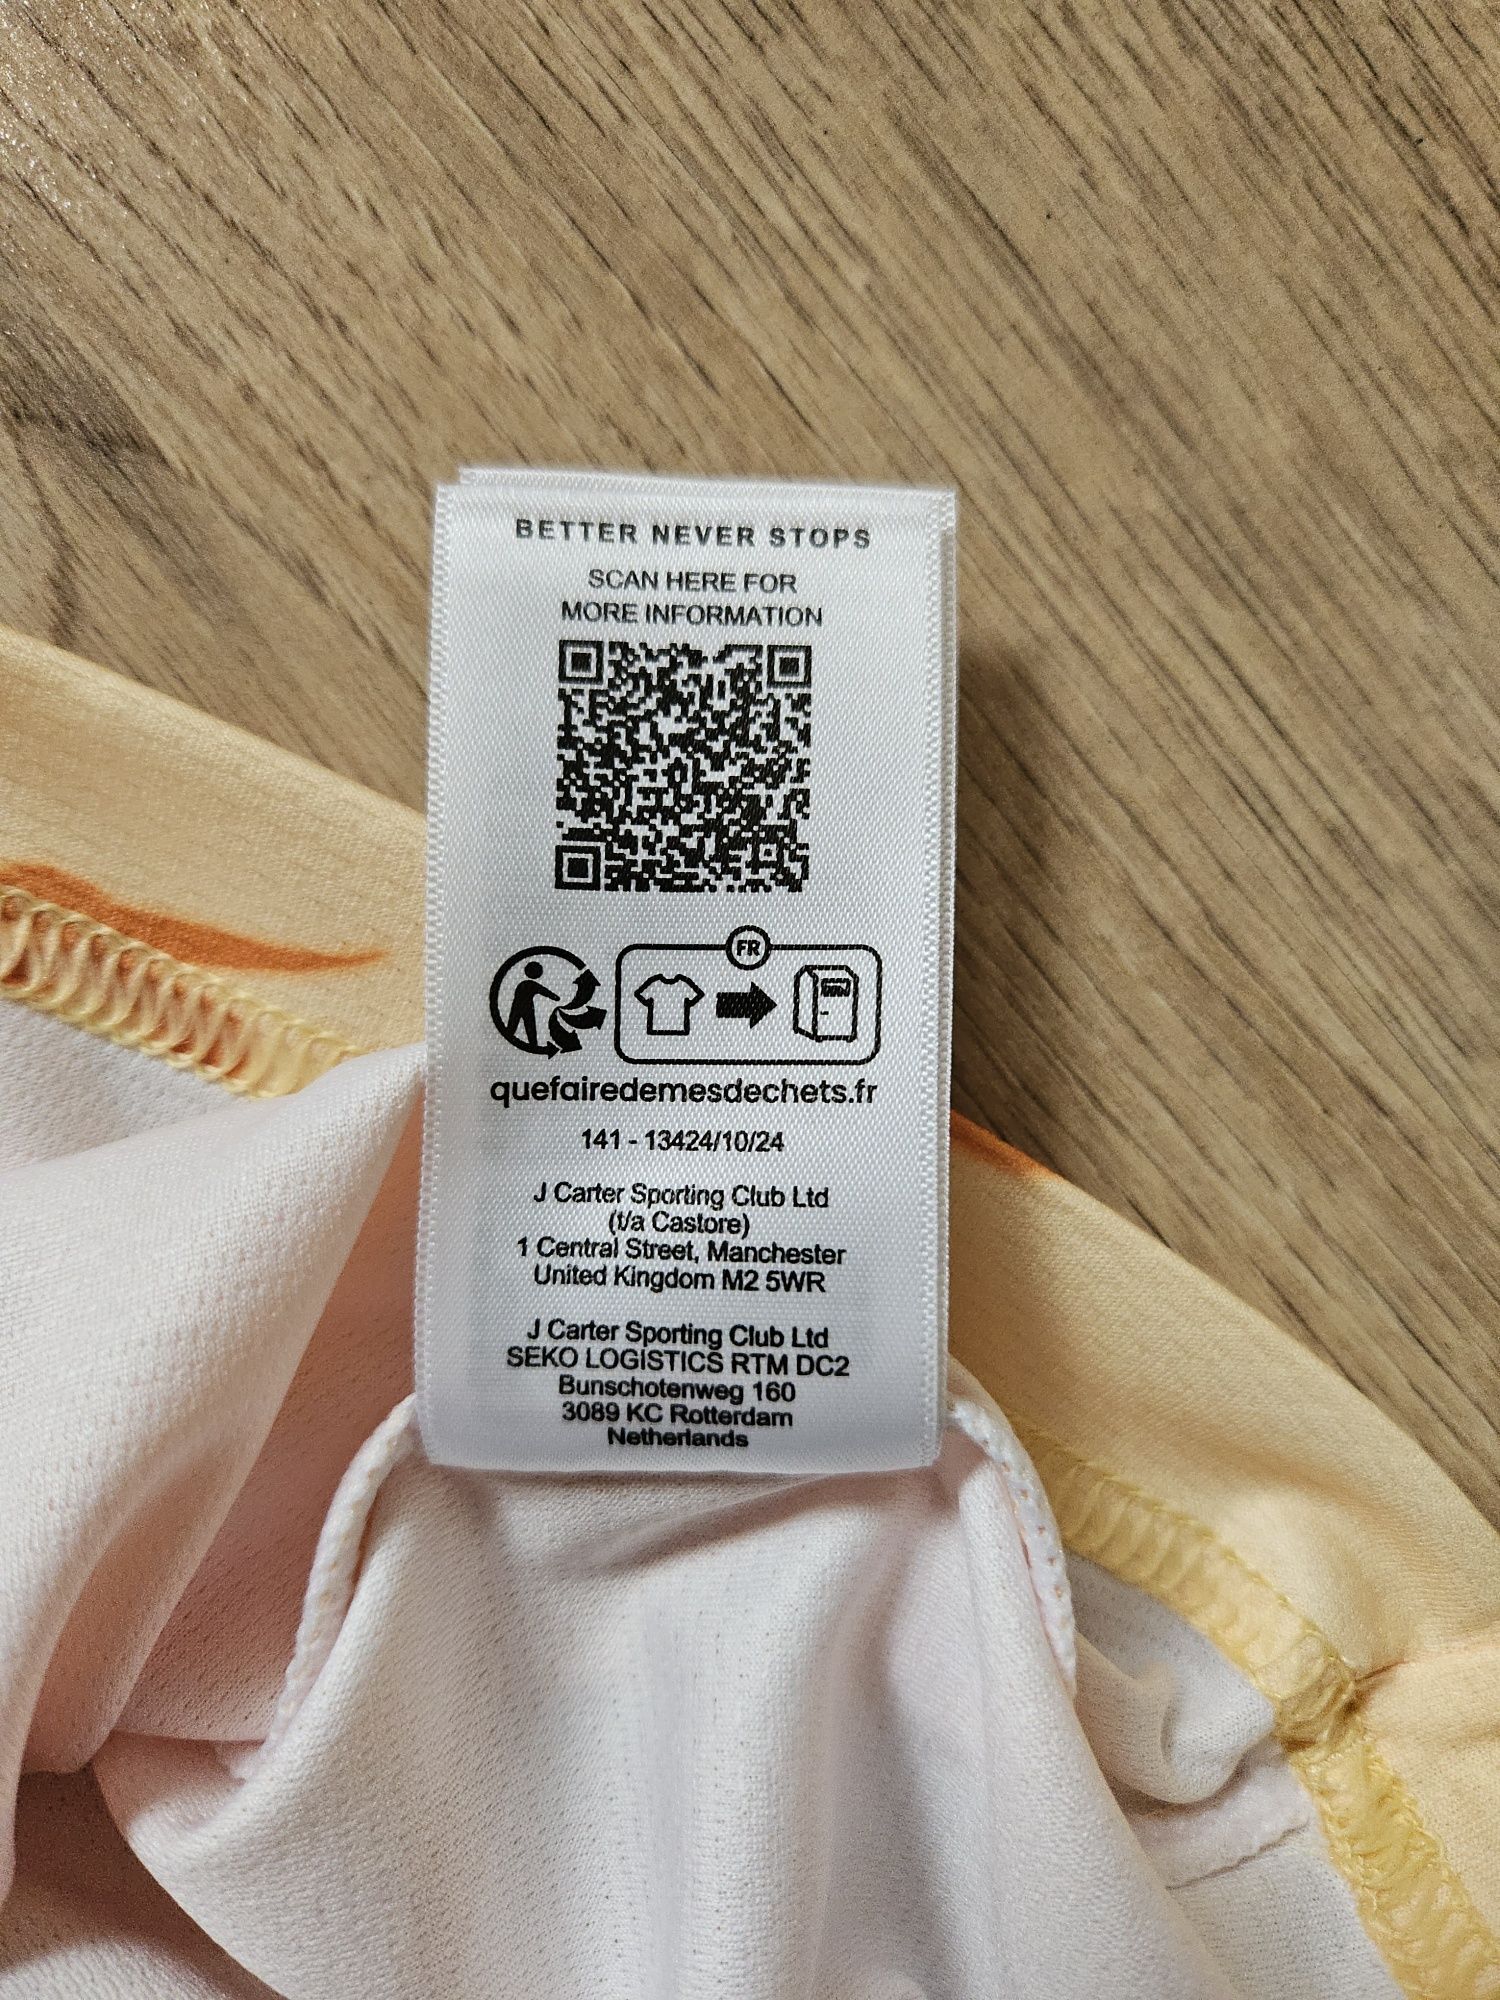 BETTER NEVER STOPS
SCAN HERE FOR
MORE INFORMATION
FR
quefairedemesdechets.fr
141 - 13424/10/24
J Carter Sporting Club Ltd
(t/a Castore)
1 Central Street, Manchester
United Kingdom M2 5WR
J Carter Sporting Club Ltd
SEKO LOGISTICS RTM DC2
Bunschotenweg 160
3089 KC Rotterdam
Netherlands